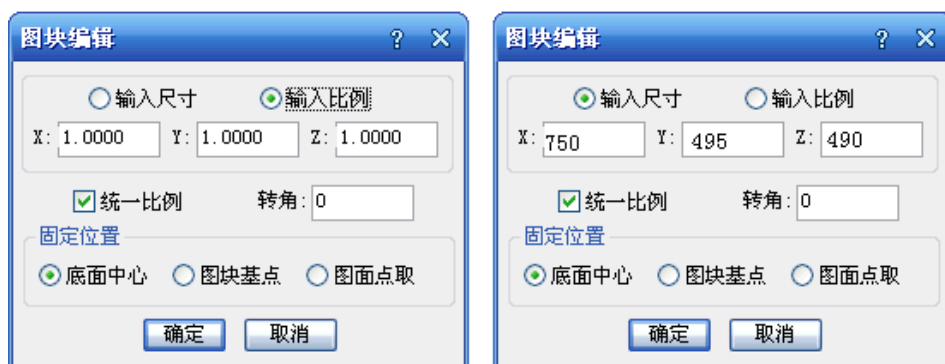 图块编辑 ? ×
输入尺寸 输入比例
X: 1.0000 Y: 1.0000 Z: 1.0000
统一比例 转角: 0
固定位置
底面中心 图块基点 图面点取
确定 取消
图块编辑 ? ×
输入尺寸 输入比例
X: 750 Y: 495 Z: 490
统一比例 转角: 0
固定位置
底面中心 图块基点 图面点取
确定 取消